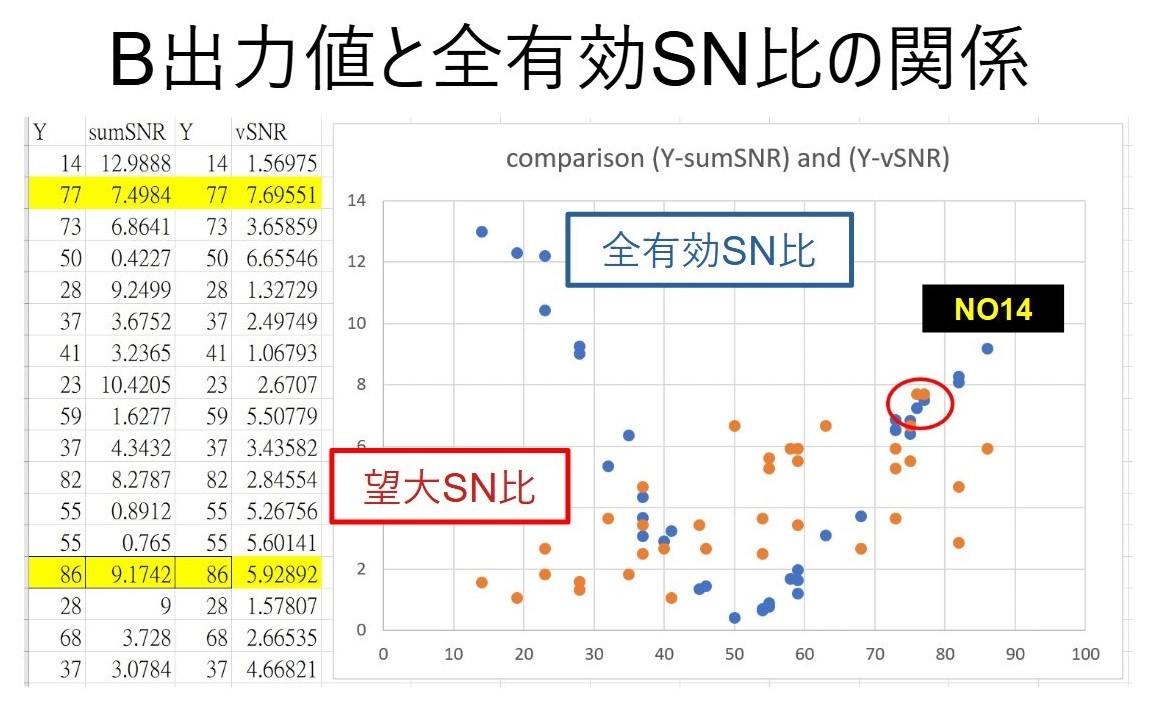 B出力値と全有効SN比の関係
Y sumSNR Y vSNR
14 12.9888 14 1.56975
77 7.4984 77 7.69551
73 6.8641 73 3.65859
50 0.4227 50 6.65546
28 9.2499 28 1.32729
37 3.6752 37 2.49749
41 3.2365 41 1.06793
23 10.4205 23 2.6707
59 1.6277 59 5.50779
37 4.3432 37 3.43582
82 8.2787 82 2.84554
55 0.8912 55 5.26756
55 0.765 55 5.60141
86 9.1742 86 5.92892
28 9 28 1.57807
68 3.728 68 2.66535
37 3.0784 37 4.66821
comparison (Y-sumSNR) and (Y-vSNR)
14
12
10
8
6
2
0
全有効SN比
NO14
望大SN比
0 10 20 30 40 50 60 70 80 90 100